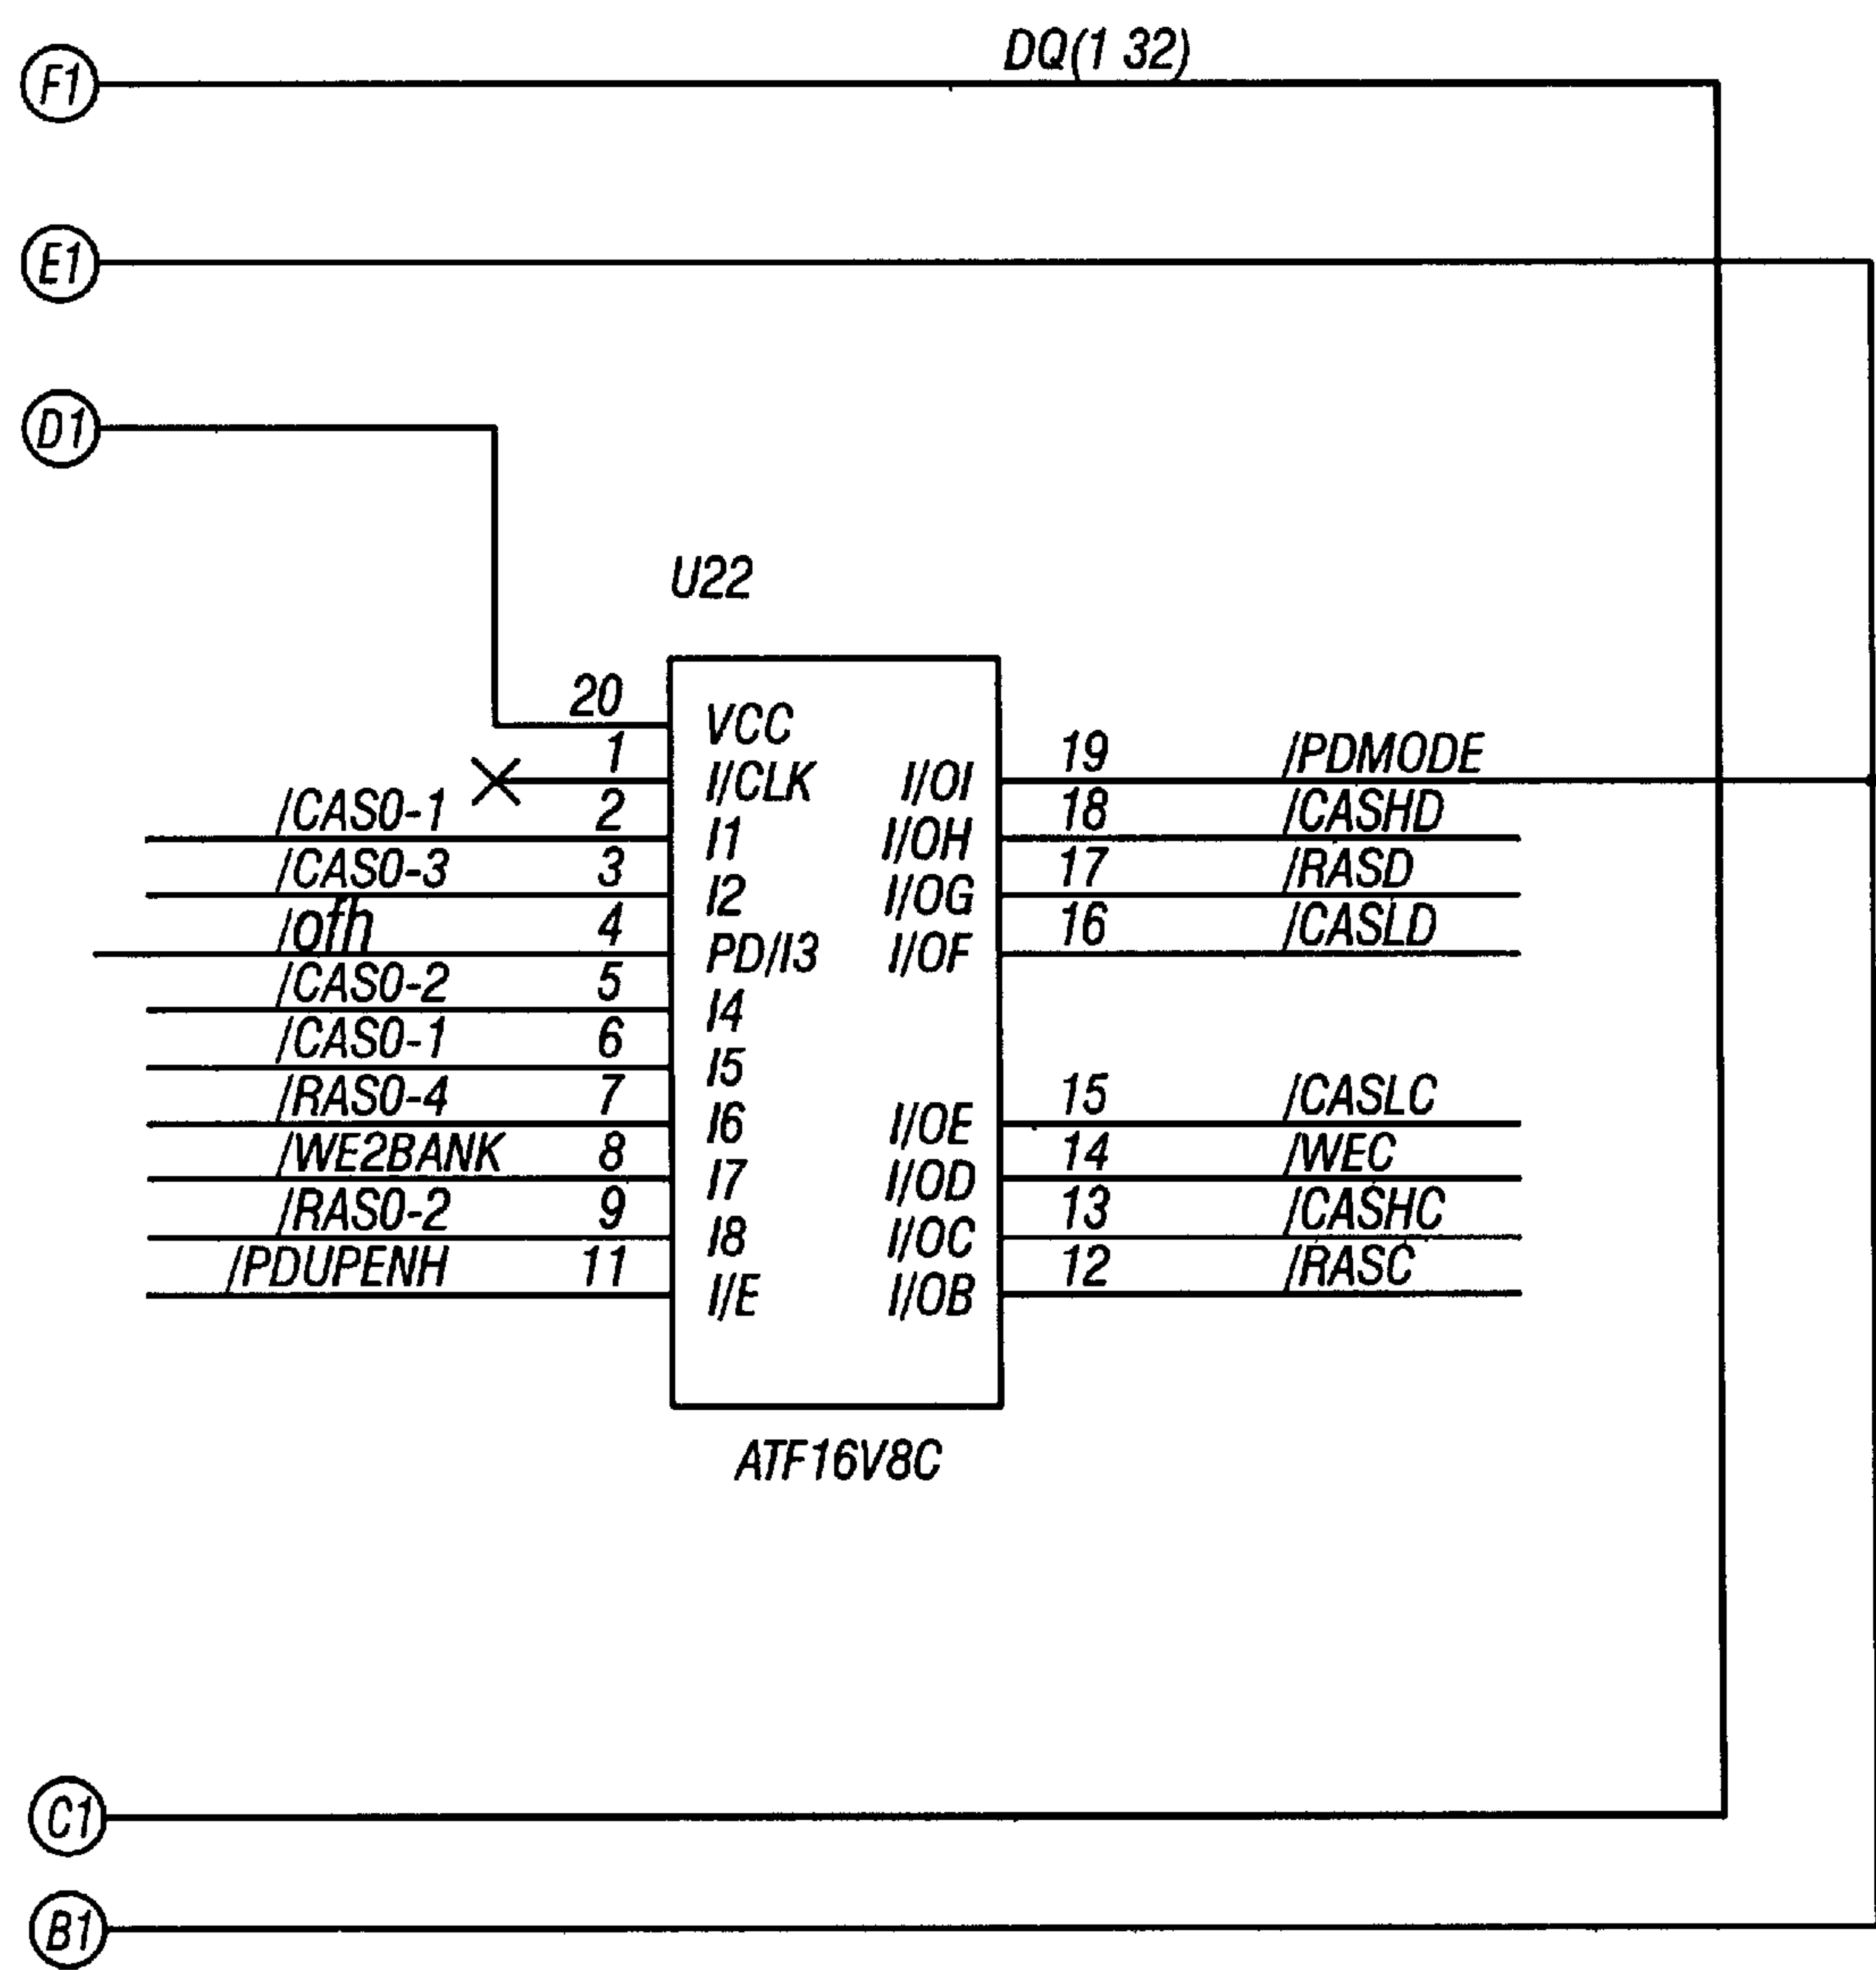 F1 DQ(1 32)
E1
D1
U22
20 VCC
1 I/CLK I/OI 19 /PDMODE
/CAS0-1 2 I1 I/OH 18 /CASHD
/CAS0-3 3 I2 I/OG 17 /RASD
/ofh 4 PD/I3 I/OF 16 /CASLD
/CAS0-2 5 I4
/CAS0-1 6 I5
/RAS0-4 7 I6 I/OE 15 /CASLC
/WE2BANK 8 I7 I/OD 14 /WEC
/RAS0-2 9 I8 I/OC 13 /CASHC
/PDUPENH 11 I/E I/OB 12 /RASC
ATF16V8C
C1
B1